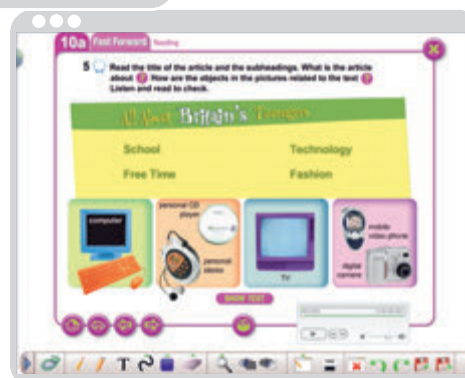 10a Fast Forward Reading
5 Read the title of the article and the subheadings. What is the article
about ? How are the objects in the pictures related to the text ?
Listen and read to check.
All About Britain's Teenagers
School Technology
Free Time Fashion
computer
personal CD
player
personal
stereo
TV
mobile
video phone
digital
camera
SHOW TEXT
T